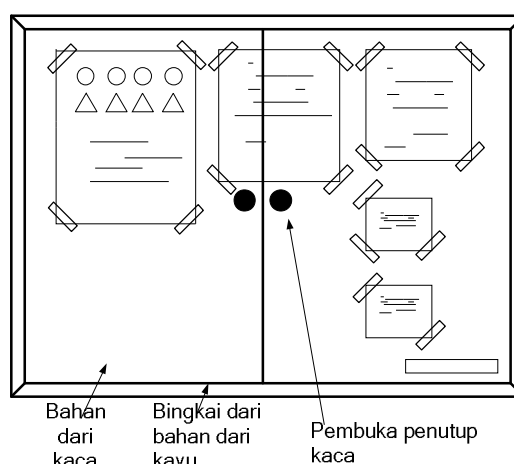 Bahan
dari
kaca
Bingkai dari
bahan dari
kayu
Pembuka penutup
kaca